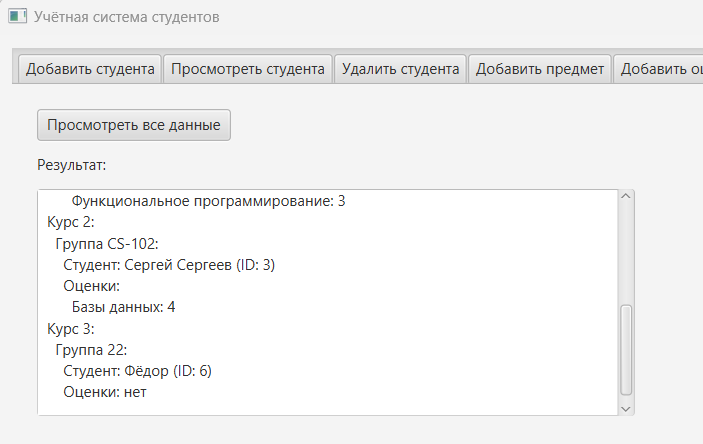 Учётная система студентов
Добавить студента Просмотреть студента Удалить студента Добавить предмет Добавить
Просмотреть все данные
Результат:
Функциональное программирование: 3
Курс 2:
Группа CS-102:
Студент: Сергей Сергеев (ID: 3)
Оценки:
Базы данных: 4
Курс 3:
Группа 22:
Студент: Фёдор (ID: 6)
Оценки: нет